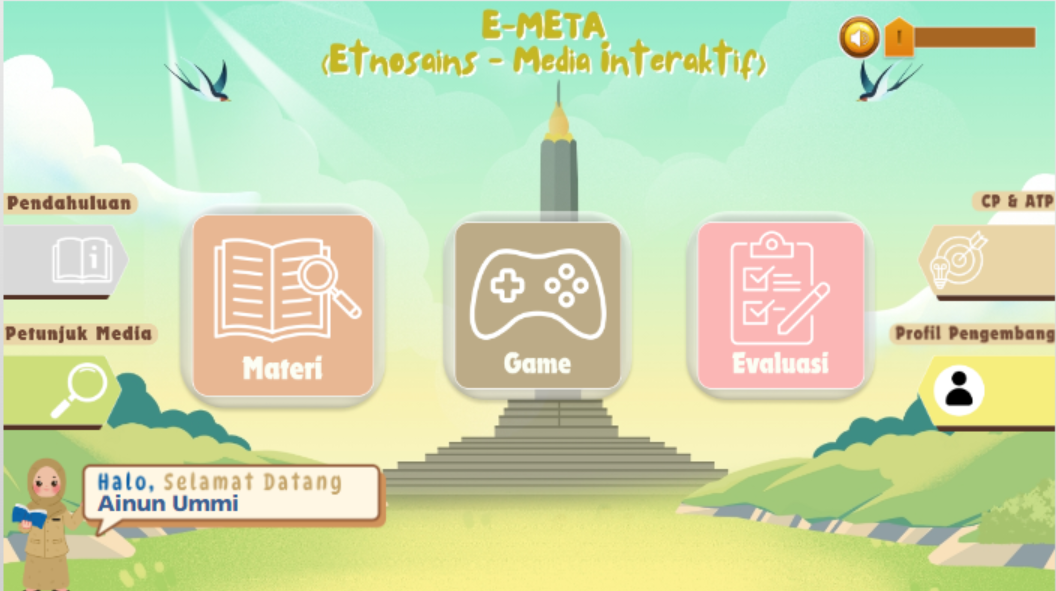 E-META
(Etnosains - Media interaktif)
Pendahuluan
CP & ATP
Petunjuk Media
Profil Pengembang
Materi
Game
Evaluasi
Halo, Selamat Datang
Ainun Ummi